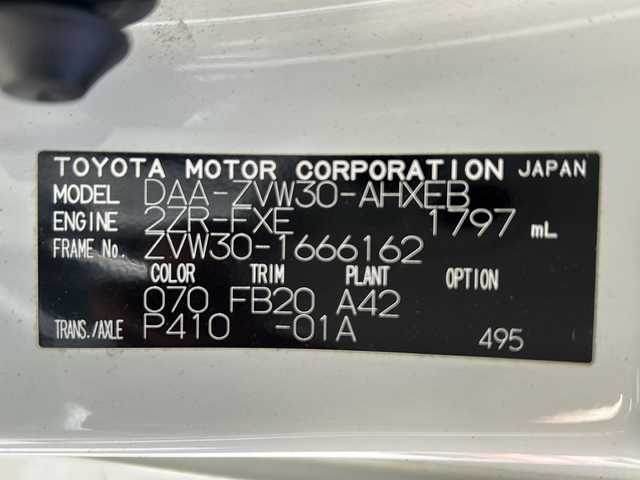 TOYOTA MOTOR CORPORATION JAPAN
MODEL DAA-ZVW30-AHXEB
ENGINE 2ZR-FXE 1797 mL
FRAME No. ZVW30-1666162
COLOR TRIM PLANT OPTION
070 FB20 A42
TRANS./AXLE P410 -01A 495